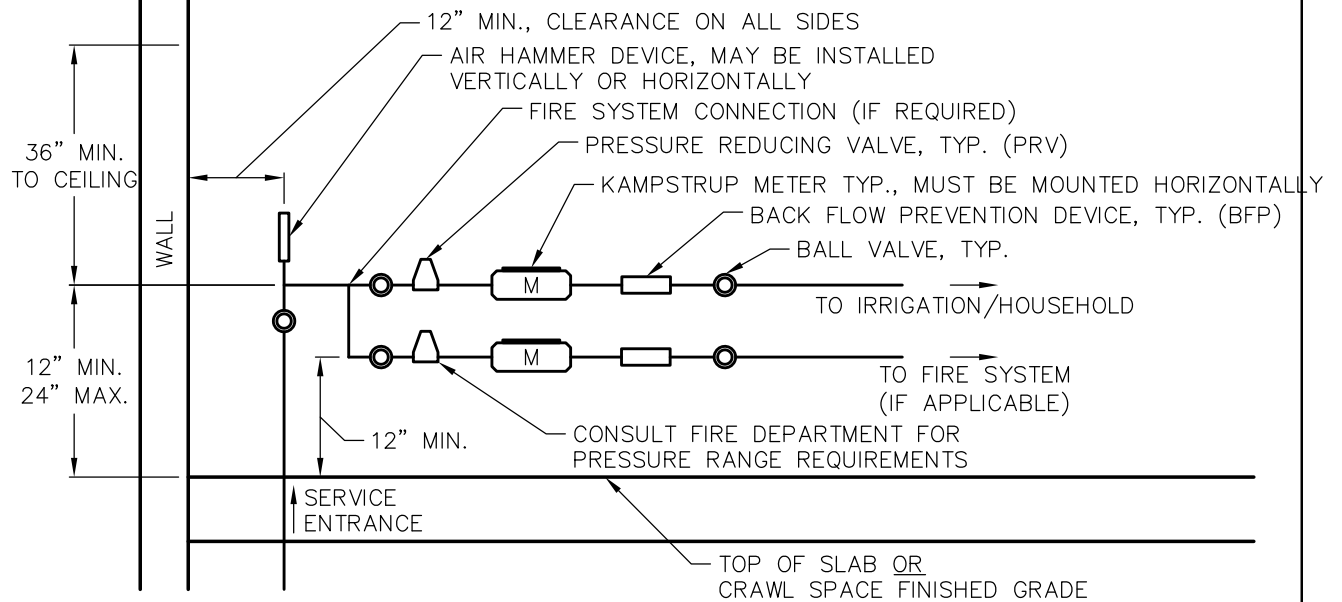 12" MIN., CLEARANCE ON ALL SIDES
AIR HAMMER DEVICE, MAY BE INSTALLED
VERTICALLY OR HORIZONTALLY
FIRE SYSTEM CONNECTION (IF REQUIRED)
PRESSURE REDUCING VALVE, TYP. (PRV)
KAMPSTRUP METER TYP., MUST BE MOUNTED HORIZONTALLY
BACK FLOW PREVENTION DEVICE, TYP. (BFP)
BALL VALVE, TYP.
36" MIN.
TO CEILING
WALL
M
TO IRRIGATION/HOUSEHOLD
12" MIN.
24" MAX.
M
TO FIRE SYSTEM
(IF APPLICABLE)
12" MIN.
CONSULT FIRE DEPARTMENT FOR
PRESSURE RANGE REQUIREMENTS
SERVICE
ENTRANCE
TOP OF SLAB OR
CRAWL SPACE FINISHED GRADE